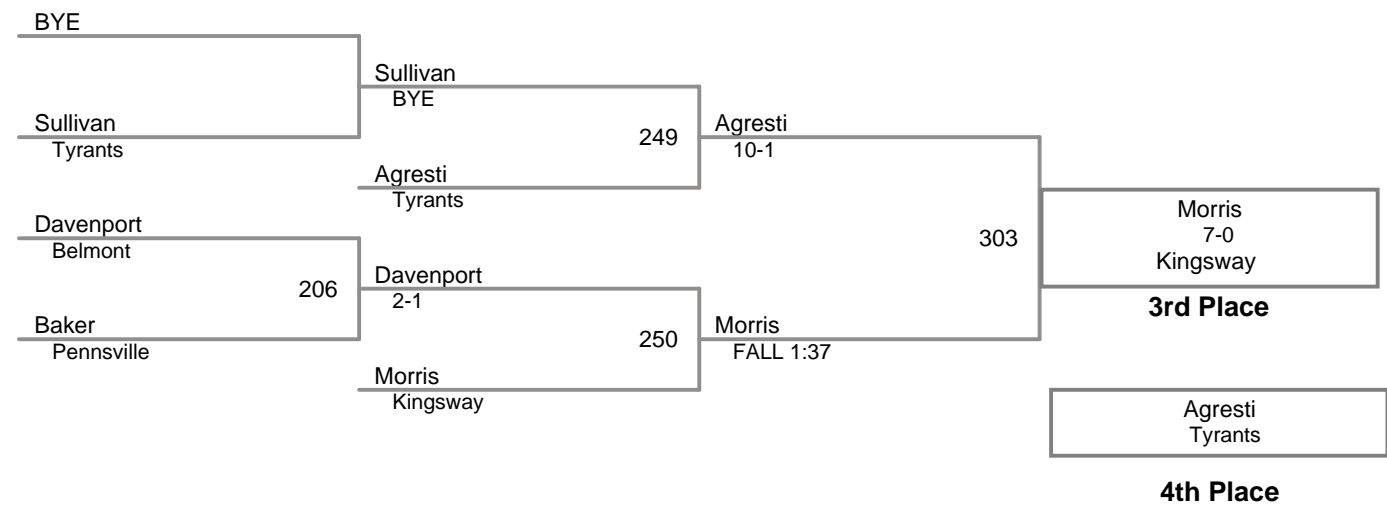 BYE
Sullivan
Tyrants
Davenport
Belmont
206
Baker
Pennsville
Sullivan
BYE
249
Agresti
Tyrants
Davenport
2-1
250
Morris
Kingsway
Agresti
10-1
303
Morris
FALL 1:37
Morris
7-0
Kingsway
3rd Place
Agresti
Tyrants
4th Place